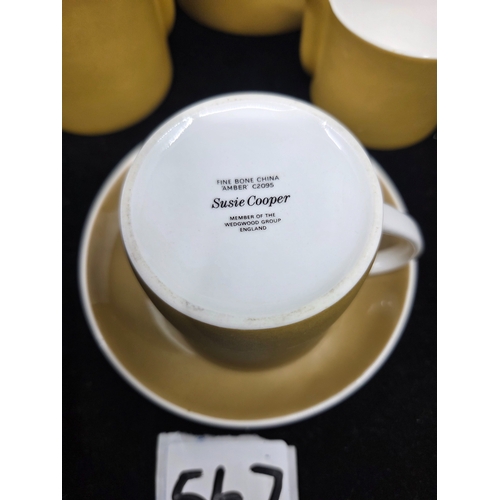 FINE BONE CHINA
'AMBER' C2095
Susie Cooper
MEMBER OF THE
WEDGWOOD GROUP
ENGLAND
567